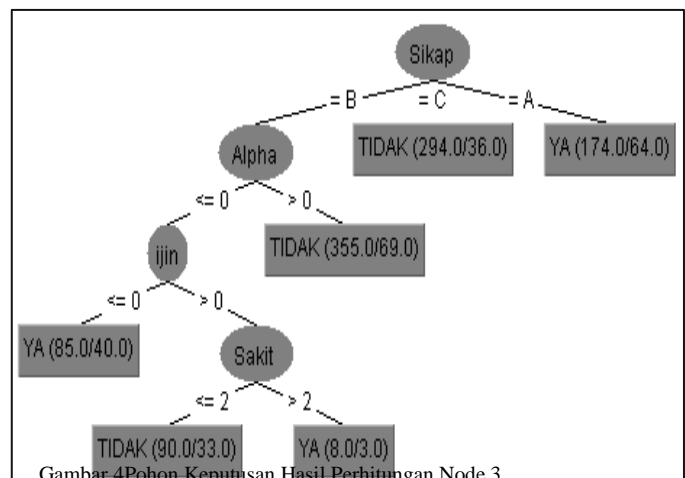 Sikap
= B = C = A
Alpha TIDAK (294.0/36.0) YA (174.0/64.0)
<= 0 > 0
ijin TIDAK (355.0/69.0)
<= 0 > 0
YA (85.0/40.0) Sakit
<= 2 > 2
TIDAK (90.0/33.0) YA (8.0/3.0)
Gambar 4Pohon Keputusan Hasil Perhitungan Node 3